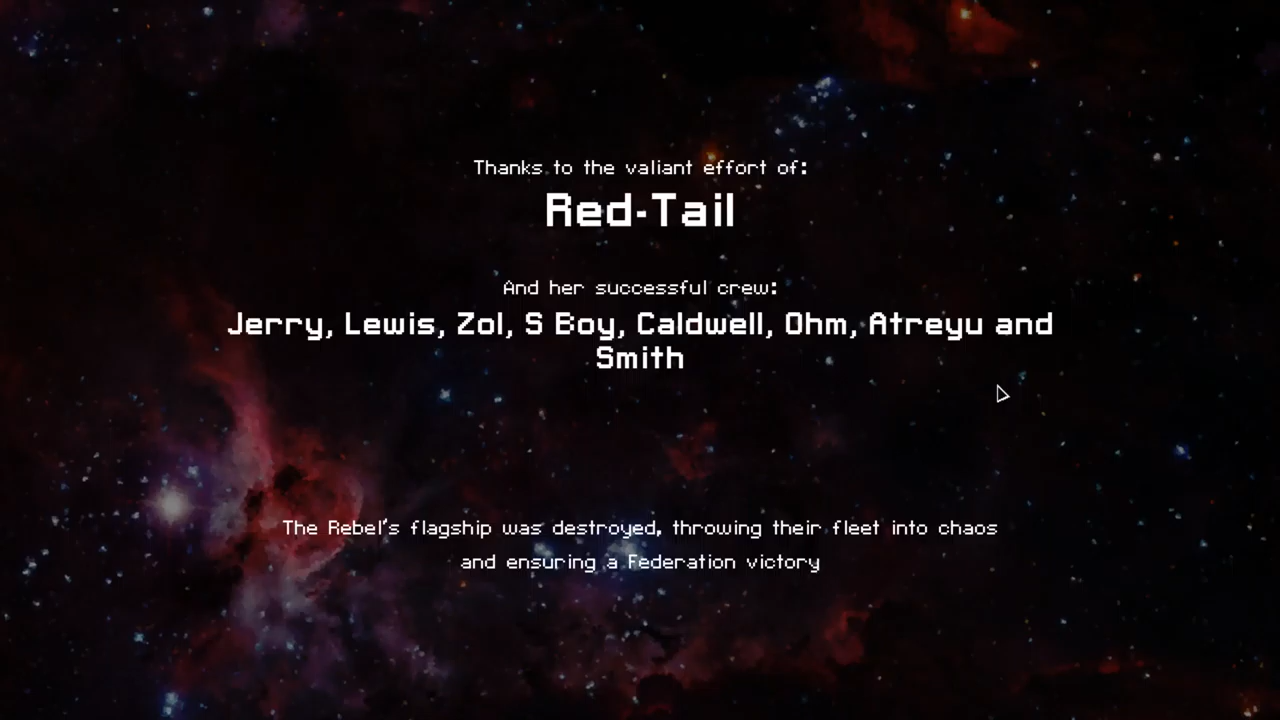 Thanks to the valiant effort of:
Red-Tail
And her successful crew:
Jerry, Lewis, Zol, S Boy, Caldwell, Ohm, Atreyu and
Smith
The Rebel's flagship was destroyed, throwing their fleet into chaos
and ensuring a Federation victory